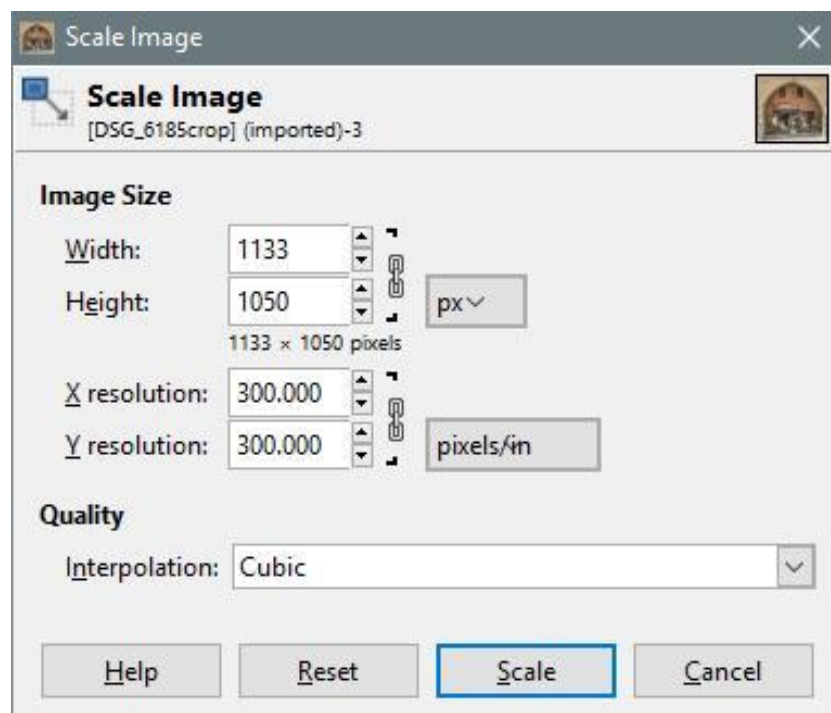 Scale Image
Scale Image
[DSG_6185crop] (imported)-3
Image Size
Width: 1133
Height: 1050 px
1133 × 1050 pixels
X resolution: 300.000
Y resolution: 300.000 pixels/in
Quality
Interpolation: Cubic
Help Reset Scale Cancel